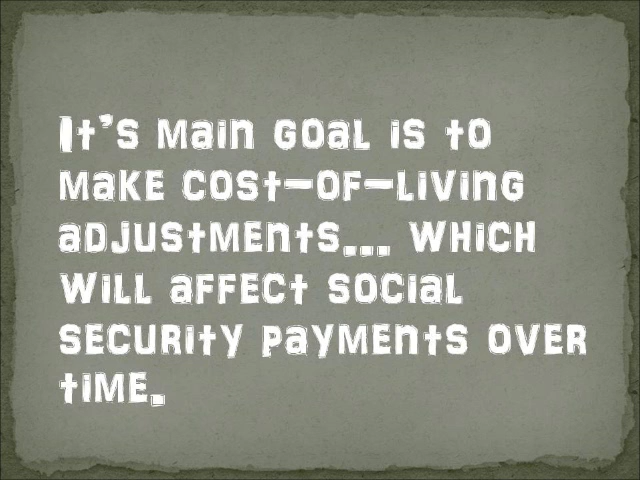 It's main goal is to
make cost-of-living
adjustments... which
will affect social
security payments over
time.